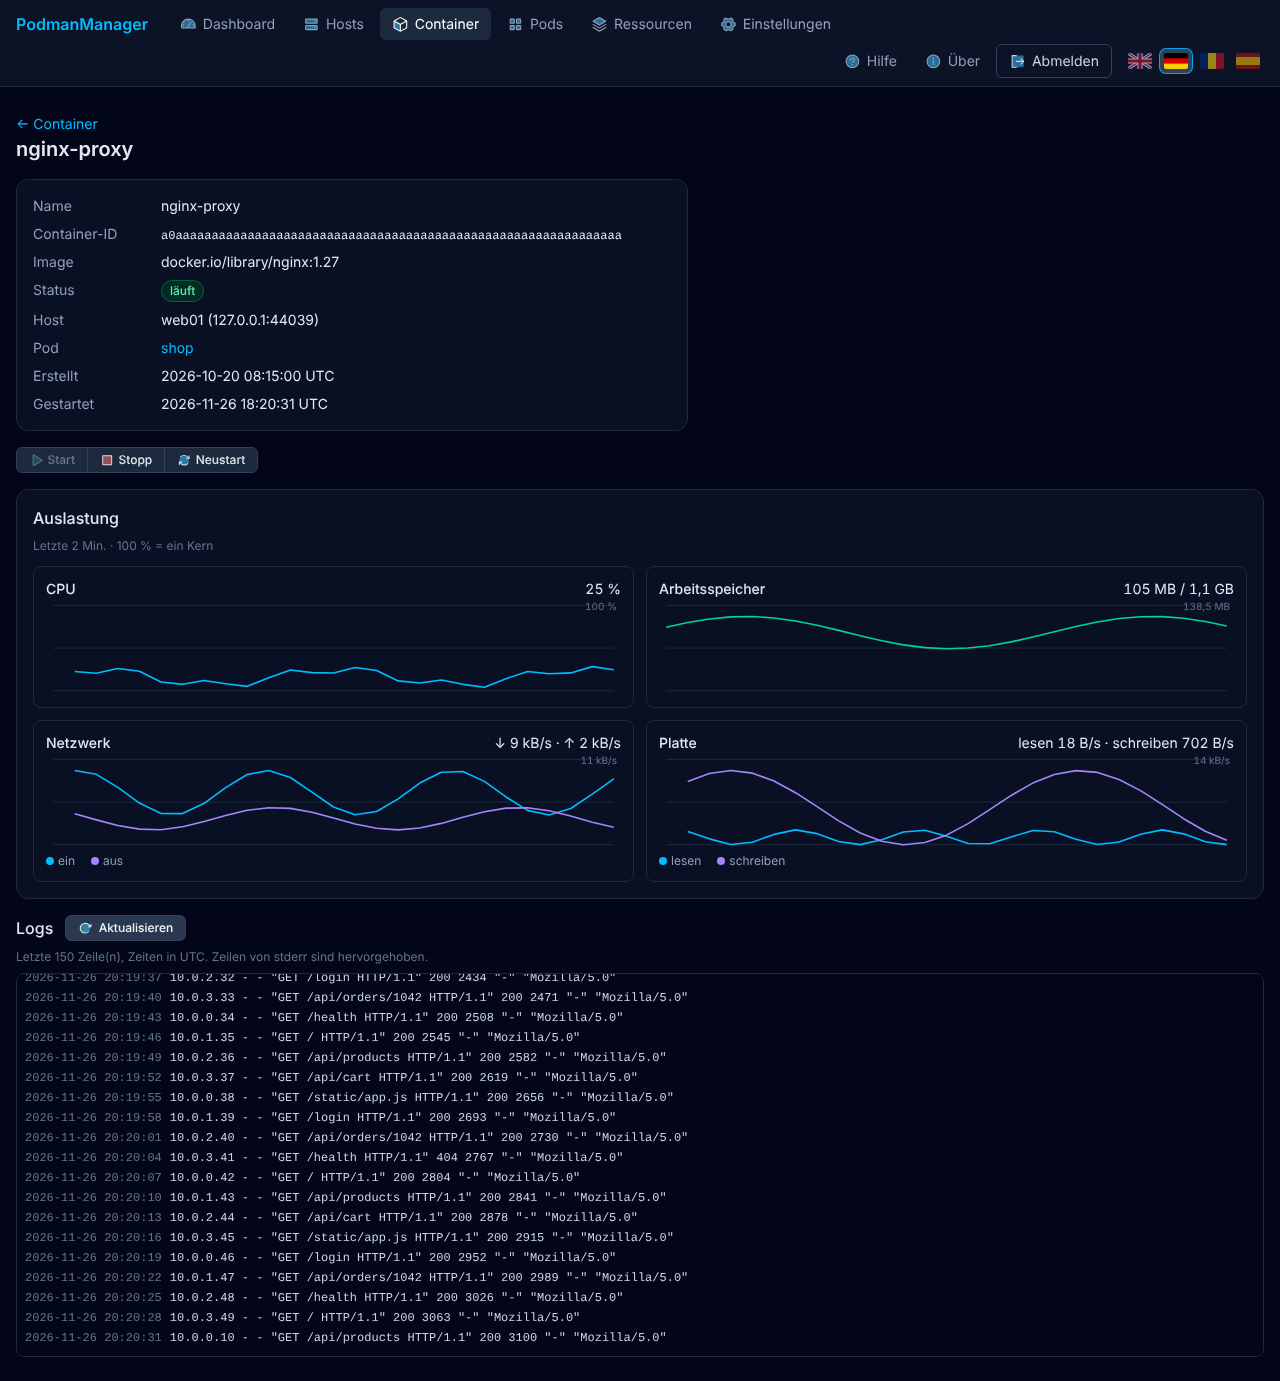 PodmanManager Dashboard Hosts Container Pods Ressourcen Einstellungen
Hilfe Über Abmelden
← Container
nginx-proxy
Name nginx-proxy
Container-ID a0aaaaaaaaaaaaaaaaaaaaaaaaaaaaaaaaaaaaaaaaaaaaaaaaaaaaaaaaaaaaaa
Image docker.io/library/nginx:1.27
Status läuft
Host web01 (127.0.0.1:44039)
Pod shop
Erstellt 2026-10-20 08:15:00 UTC
Gestartet 2026-11-26 18:20:31 UTC
Start Stopp Neustart
Auslastung
Letzte 2 Min. · 100 % = ein Kern
CPU 25 %
100 %
Arbeitsspeicher 105 MB / 1,1 GB
138,5 MB
Netzwerk ↓ 9 kB/s · ↑ 2 kB/s
11 kB/s
ein aus
Platte lesen 18 B/s · schreiben 702 B/s
14 kB/s
lesen schreiben
Logs Aktualisieren
Letzte 150 Zeile(n), Zeiten in UTC. Zeilen von stderr sind hervorgehoben.
2026-11-26 20:19:37 10.0.2.32 - - "GET /login HTTP/1.1" 200 2434 "-" "Mozilla/5.0"
2026-11-26 20:19:40 10.0.3.33 - - "GET /api/orders/1042 HTTP/1.1" 200 2471 "-" "Mozilla/5.0"
2026-11-26 20:19:43 10.0.0.34 - - "GET /health HTTP/1.1" 200 2508 "-" "Mozilla/5.0"
2026-11-26 20:19:46 10.0.1.35 - - "GET / HTTP/1.1" 200 2545 "-" "Mozilla/5.0"
2026-11-26 20:19:49 10.0.2.36 - - "GET /api/products HTTP/1.1" 200 2582 "-" "Mozilla/5.0"
2026-11-26 20:19:52 10.0.3.37 - - "GET /api/cart HTTP/1.1" 200 2619 "-" "Mozilla/5.0"
2026-11-26 20:19:55 10.0.0.38 - - "GET /static/app.js HTTP/1.1" 200 2656 "-" "Mozilla/5.0"
2026-11-26 20:19:58 10.0.1.39 - - "GET /login HTTP/1.1" 200 2693 "-" "Mozilla/5.0"
2026-11-26 20:20:01 10.0.2.40 - - "GET /api/orders/1042 HTTP/1.1" 200 2730 "-" "Mozilla/5.0"
2026-11-26 20:20:04 10.0.3.41 - - "GET /health HTTP/1.1" 404 2767 "-" "Mozilla/5.0"
2026-11-26 20:20:07 10.0.0.42 - - "GET / HTTP/1.1" 200 2804 "-" "Mozilla/5.0"
2026-11-26 20:20:10 10.0.1.43 - - "GET /api/products HTTP/1.1" 200 2841 "-" "Mozilla/5.0"
2026-11-26 20:20:13 10.0.2.44 - - "GET /api/cart HTTP/1.1" 200 2878 "-" "Mozilla/5.0"
2026-11-26 20:20:16 10.0.3.45 - - "GET /static/app.js HTTP/1.1" 200 2915 "-" "Mozilla/5.0"
2026-11-26 20:20:19 10.0.0.46 - - "GET /login HTTP/1.1" 200 2952 "-" "Mozilla/5.0"
2026-11-26 20:20:22 10.0.1.47 - - "GET /api/orders/1042 HTTP/1.1" 200 2989 "-" "Mozilla/5.0"
2026-11-26 20:20:25 10.0.2.48 - - "GET /health HTTP/1.1" 200 3026 "-" "Mozilla/5.0"
2026-11-26 20:20:28 10.0.3.49 - - "GET / HTTP/1.1" 200 3063 "-" "Mozilla/5.0"
2026-11-26 20:20:31 10.0.0.10 - - "GET /api/products HTTP/1.1" 200 3100 "-" "Mozilla/5.0"